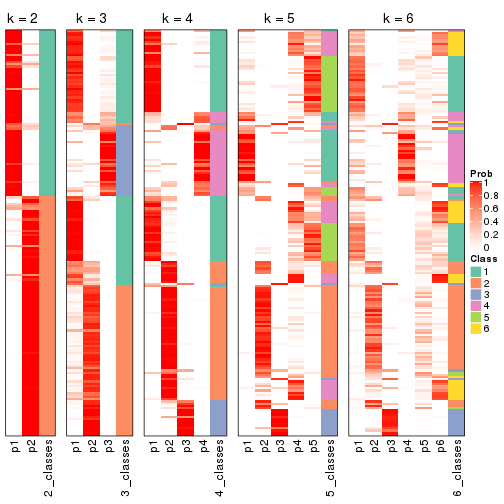 k = 2
k = 3
k = 4
k = 5
k = 6
p1
p2
2_classes
p1
p2
p3
3_classes
p1
p2
p3
p4
4_classes
p1
p2
p3
p4
p5
5_classes
p1
p2
p3
p4
p5
p6
6_classes
Prob
1
0.8
0.6
0.4
0.2
0
Class
1
2
3
4
5
6